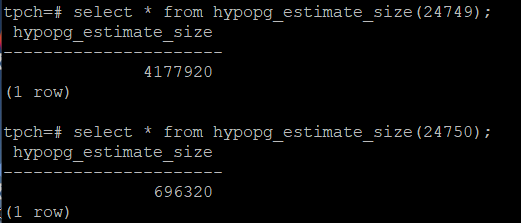 tpch=# select * from hypopg_estimate_size(24749);
hypopg_estimate_size
----------------------
4177920
(1 row)
tpch=# select * from hypopg_estimate_size(24750);
hypopg_estimate_size
----------------------
696320
(1 row)